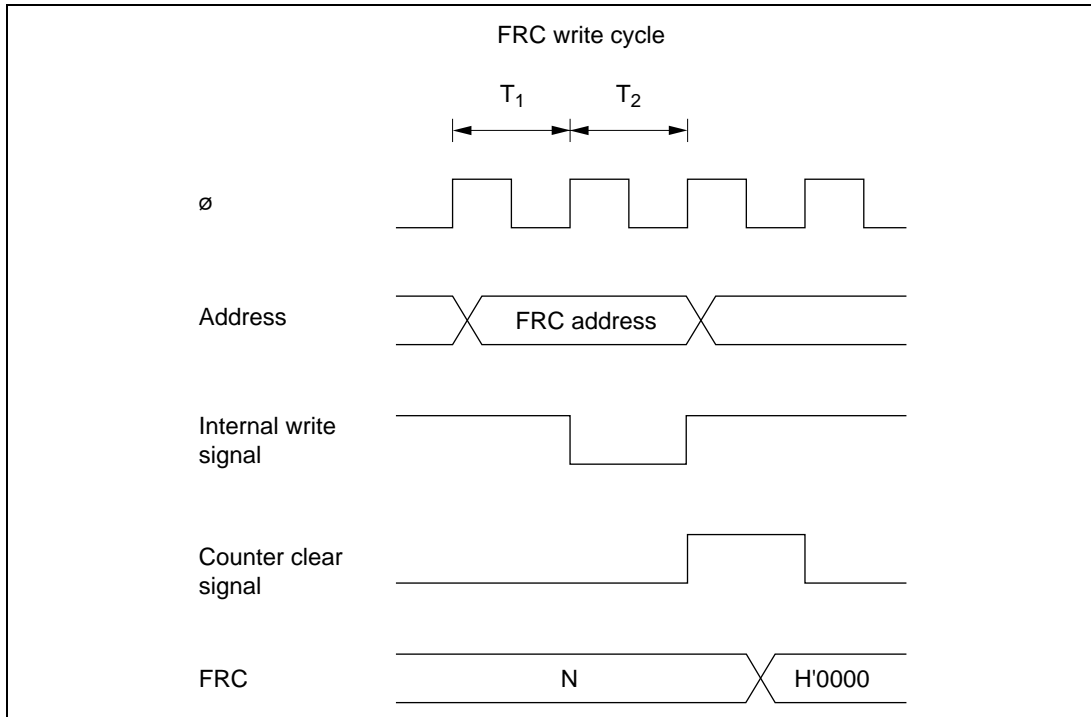 FRC write cycle
T1 T2
ø
Address
FRC address
Internal write
signal
Counter clear
signal
FRC
N
H'0000